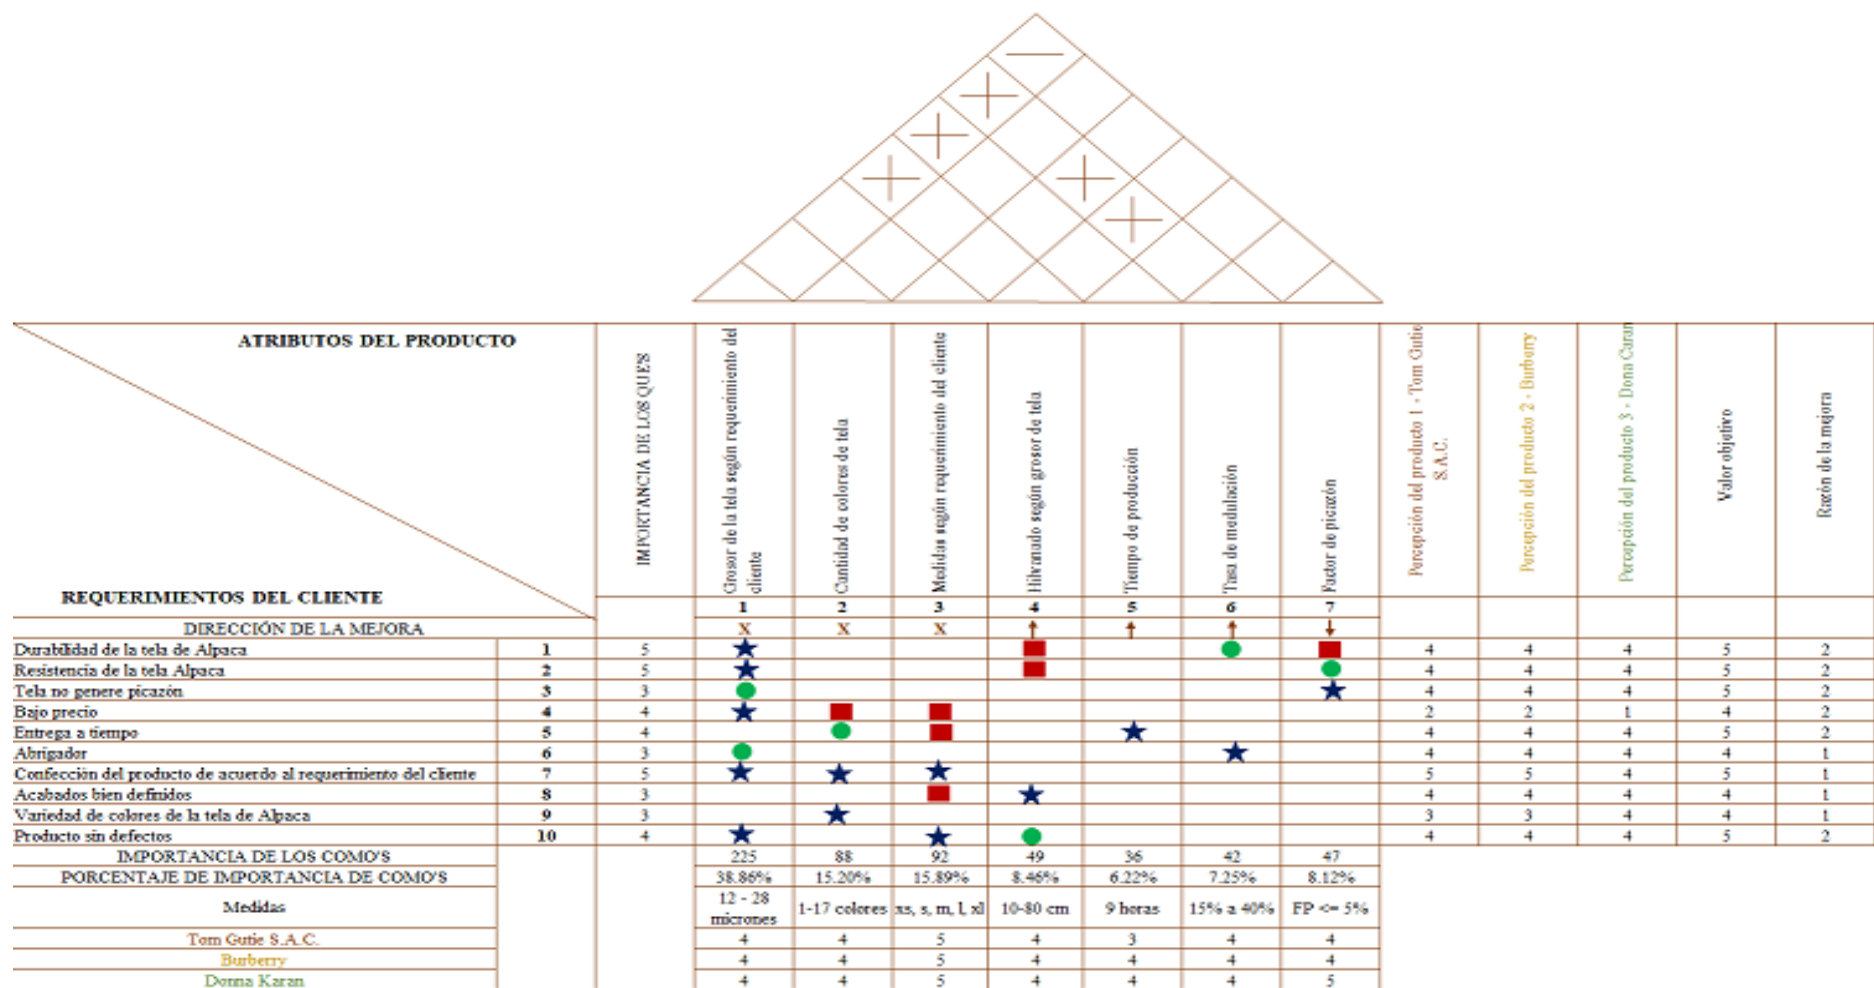 ATRIBUTOS DEL PRODUCTO
REQUERIMIENTOS DEL CLIENTE
IMPORTANCIA DE LOS QUES
Grosor de la tela según requerimiento del
cliente
Cantidad de colores de tela
Medidas según requerimiento del cliente
Hilvanado según grosor de tela
Tiempo de producción
Tasa de medulación
Factor de picazón
Percepción del producto 1 - Tom Gutie
S.A.C.
Percepción del producto 2 - Burberry
Percepción del producto 3 - Dona Caran
Valor objetivo
Razón de la mejora
1 2 3 4 5 6 7
DIRECCIÓN DE LA MEJORA X X X ↑ ↑ ↑ ↓
Durabilidad de la tela de Alpaca 1 5 4 4 4 5 2
Resistencia de la tela Alpaca 2 5 4 4 4 5 2
Tela no genere picazón 3 3 4 4 4 5 2
Bajo precio 4 4 2 2 1 4 2
Entrega a tiempo 5 4 4 4 4 5 2
Abrigador 6 3 4 4 4 4 1
Confección del producto de acuerdo al requerimiento del cliente 7 5 5 5 4 5 1
Acabados bien definidos 8 3 4 4 4 4 1
Variedad de colores de la tela de Alpaca 9 3 3 3 4 4 1
Producto sin defectos 10 4 4 4 4 5 2
IMPORTANCIA DE LOS COMO'S 225 88 92 49 36 42 47
PORCENTAJE DE IMPORTANCIA DE COMO'S 38.86% 15.20% 15.89% 8.46% 6.22% 7.25% 8.12%
Medidas 12 - 28 micrones 1-17 colores xs, s, m, l, xl 10-80 cm 9 horas 15% a 40% FP <= 5%
Tom Gutie S.A.C. 4 4 5 4 3 4 4
Burberry 4 4 5 4 4 4 4
Donna Karan 4 4 5 4 4 4 5